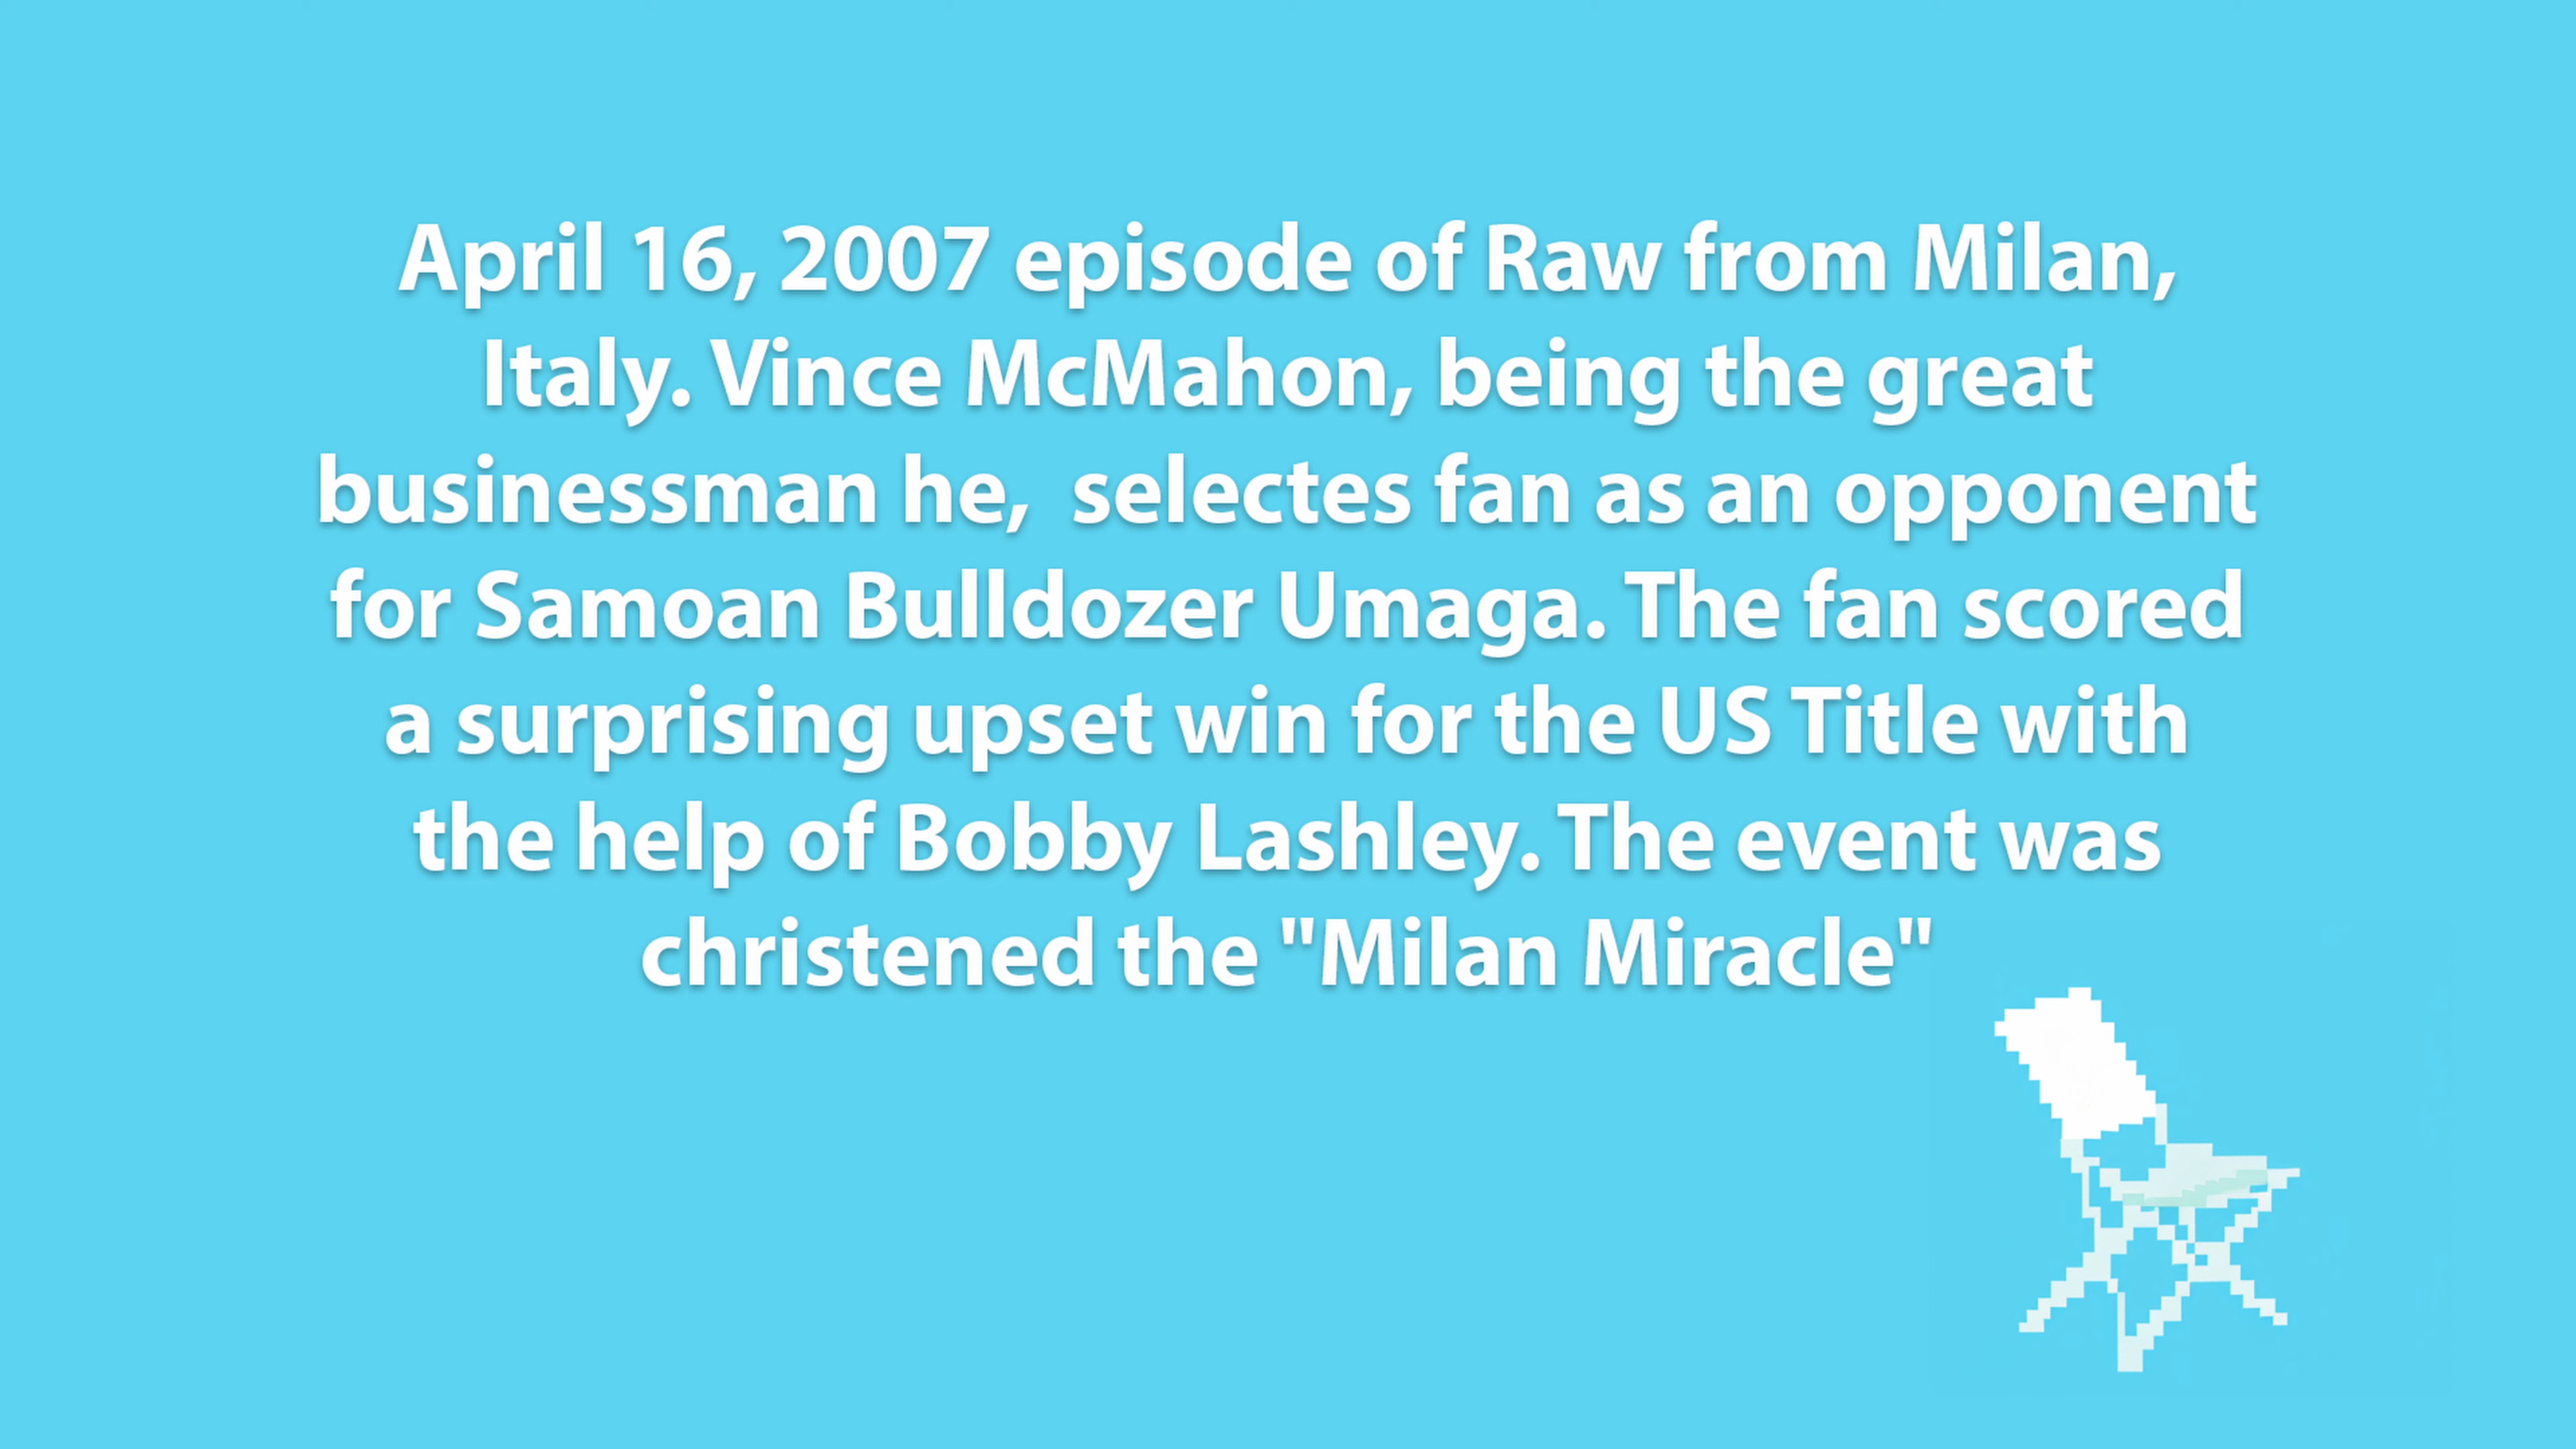 April 16, 2007 episode of Raw from Milan,
Italy. Vince McMahon, being the great
businessman he,  selectes fan as an opponent
for Samoan Bulldozer Umaga. The fan scored
a surprising upset win for the US Title with
the help of Bobby Lashley. The event was
christened the "Milan Miracle"